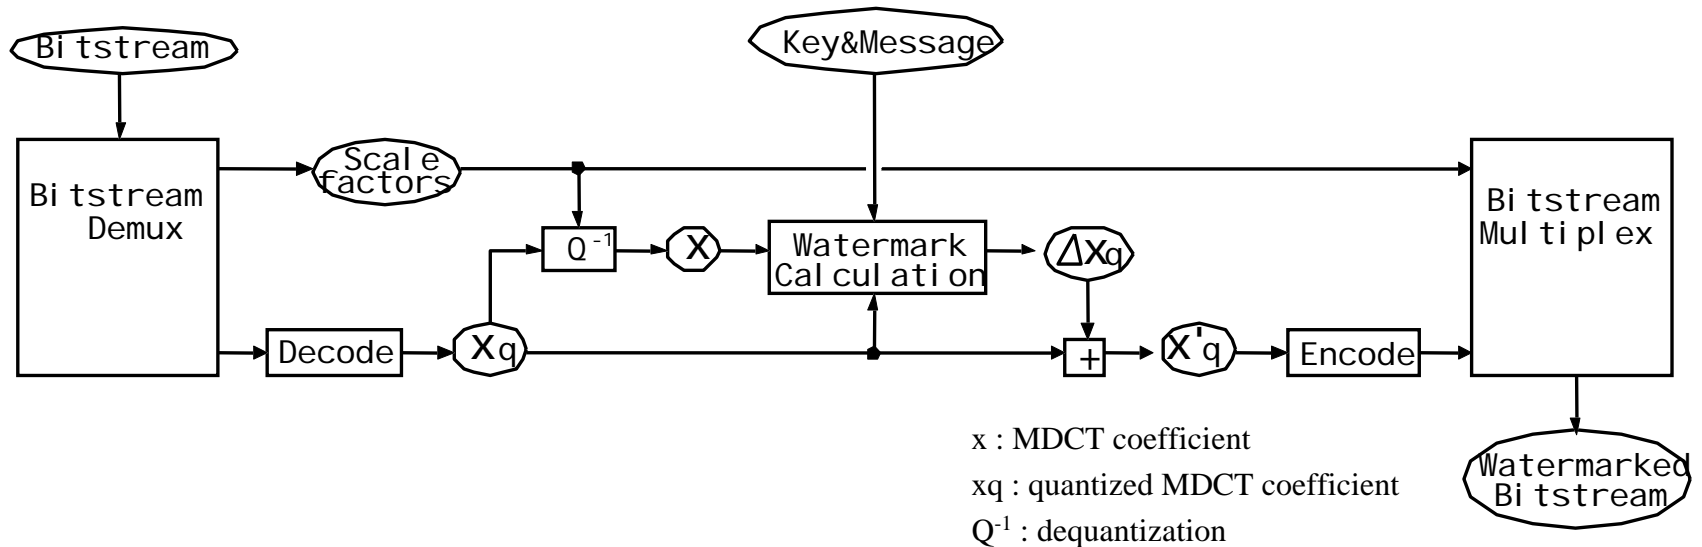 Bitstream
Key&Message
Bitstream
Demux
Scale
factors
Q-1
x
Watermark
Calculation
Δxq
Bitstream
Multiplex
Decode
xq
+
x'q
Encode
x : MDCT coefficient
xq : quantized MDCT coefficient
Q-1 : dequantization
Watermarked
Bitstream